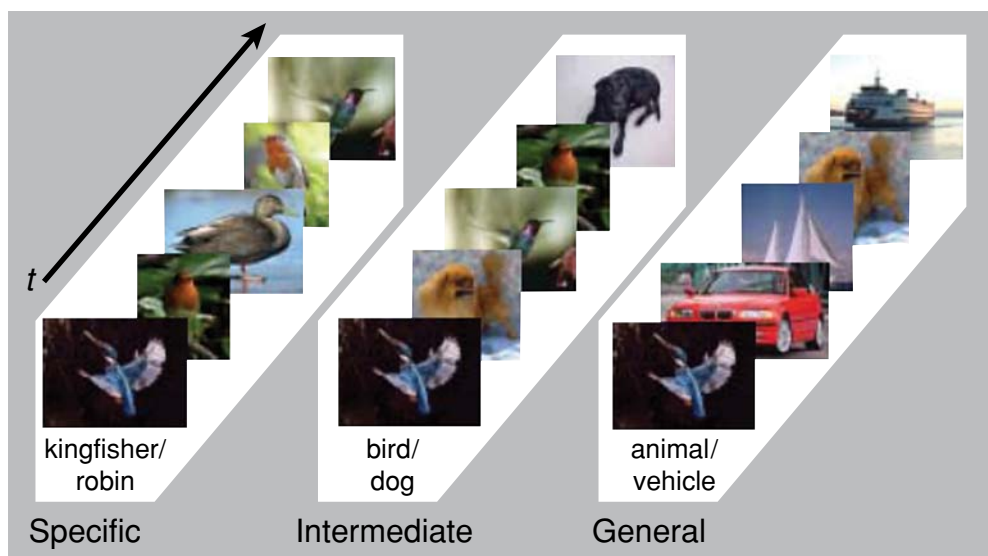 t
kingfisher/
robin
bird/
dog
animal/
vehicle
Specific
Intermediate
General